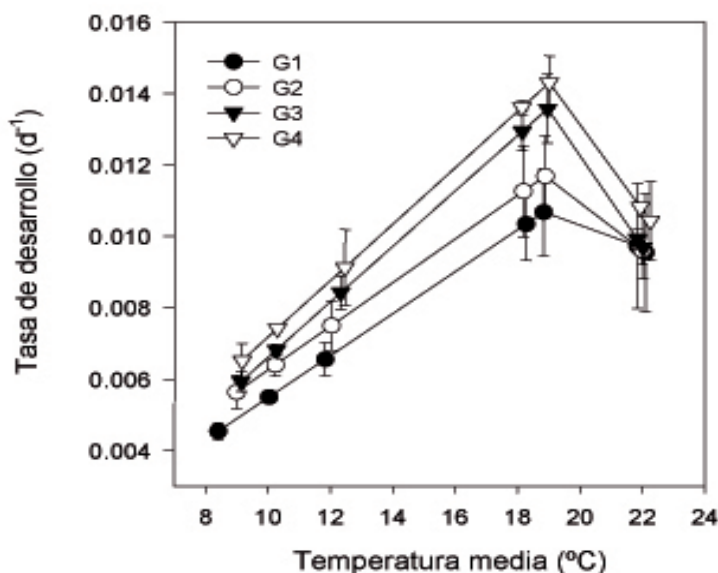 0.016
0.014
0.012
0.010
0.008
0.006
0.004
Tasa de desarrollo (d⁻¹)
G1
G2
G3
G4
8 10 12 14 16 18 20 22 24
Temperatura media (ºC)